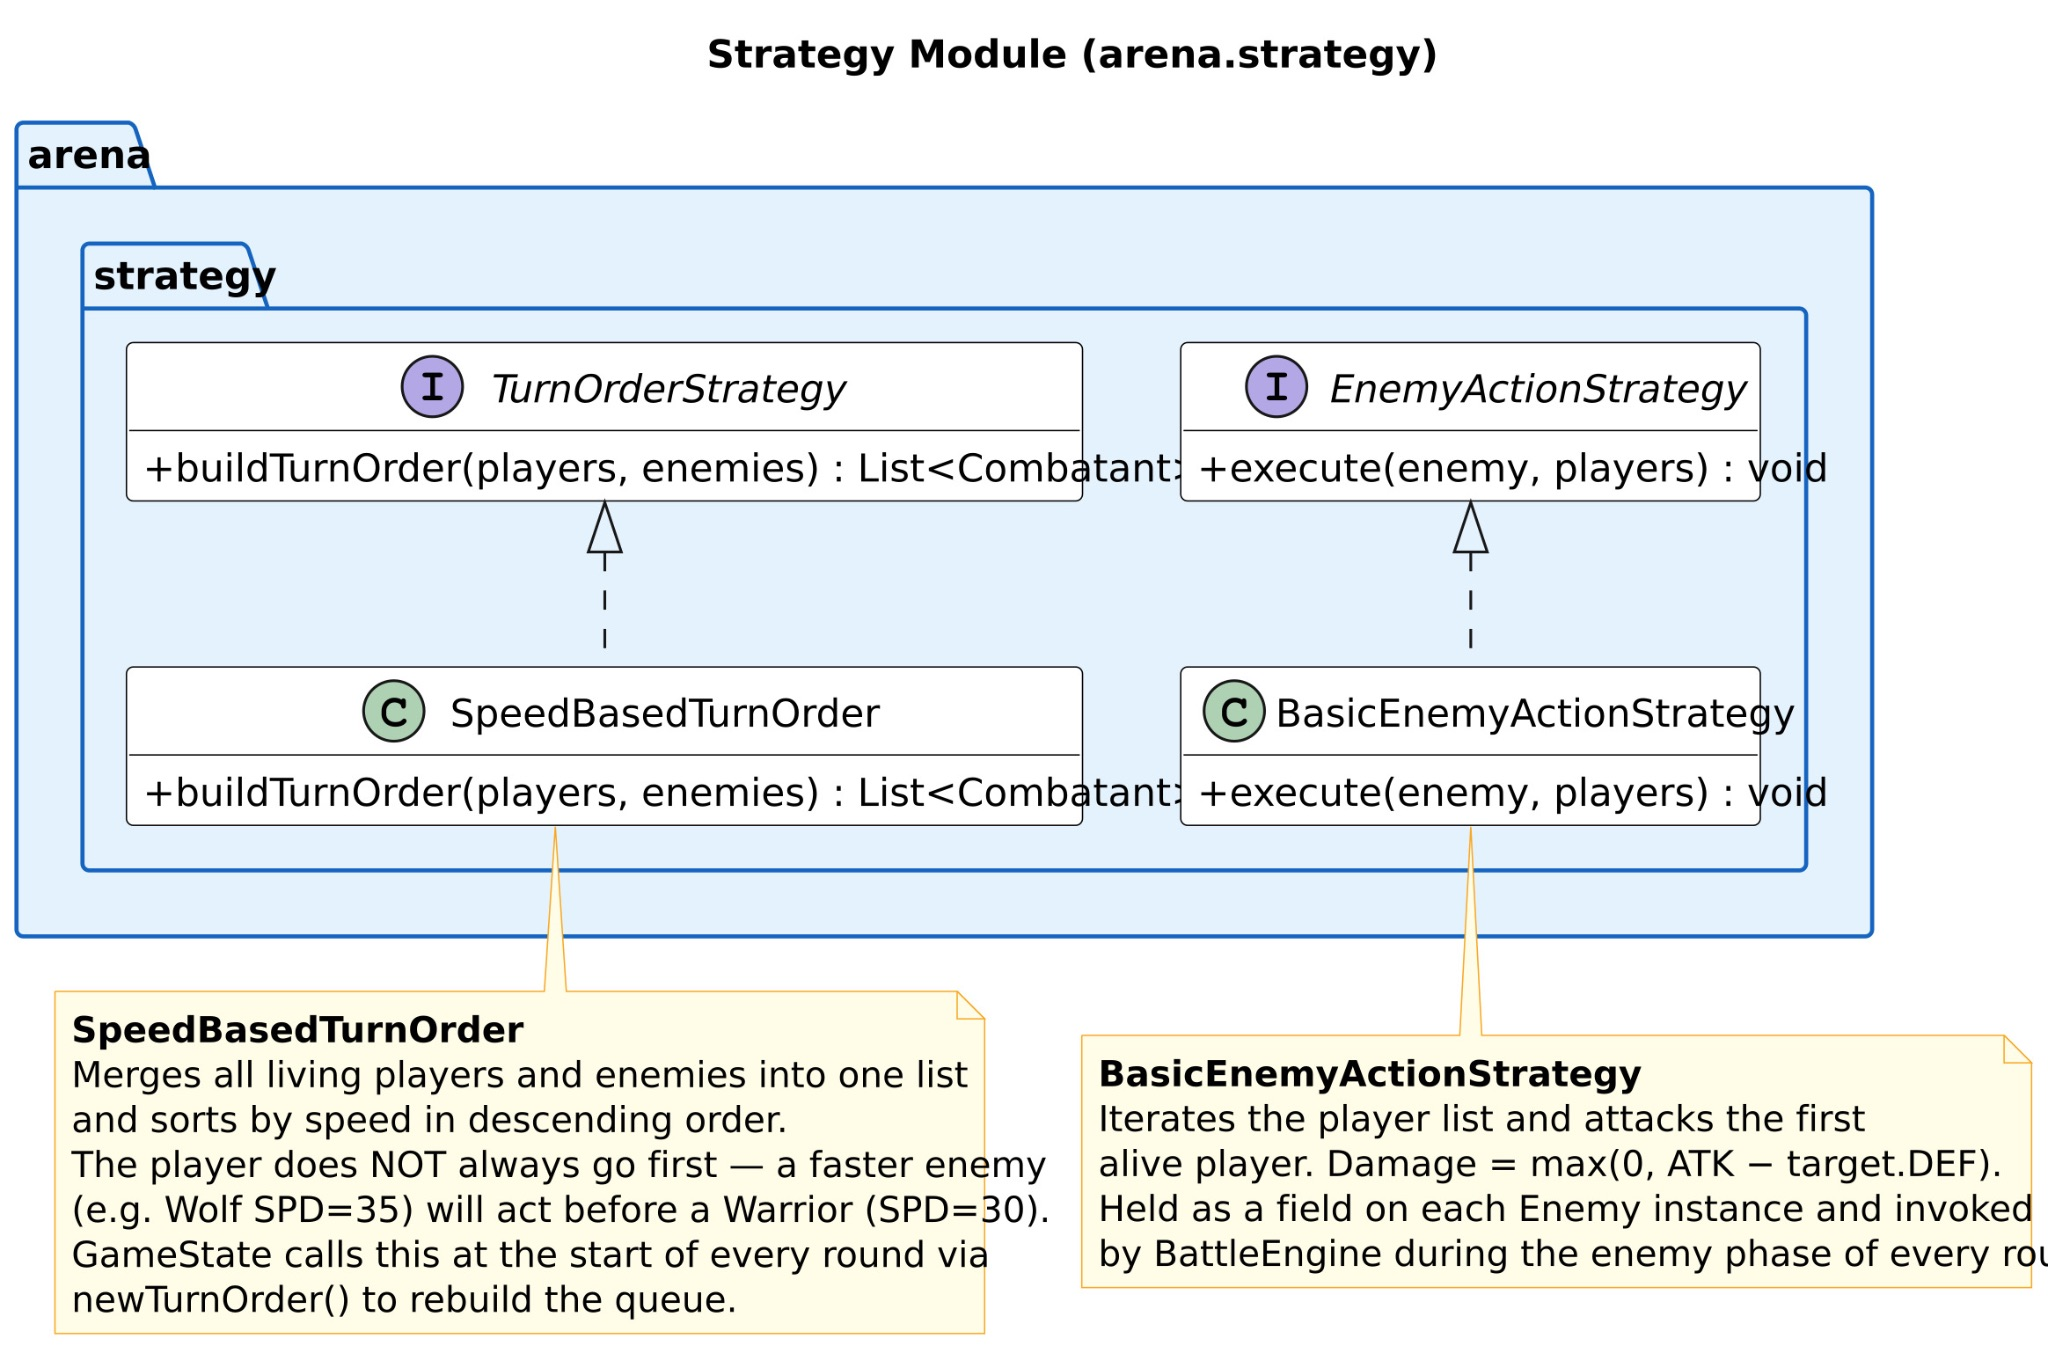 Strategy Module (arena.strategy)
arena
strategy
I TurnOrderStrategy
+buildTurnOrder(players, enemies) : List<Combatant>
I EnemyActionStrategy
+execute(enemy, players) : void
C SpeedBasedTurnOrder
+buildTurnOrder(players, enemies) : List<Combatant>
C BasicEnemyActionStrategy
+execute(enemy, players) : void
SpeedBasedTurnOrder
Merges all living players and enemies into one list
and sorts by speed in descending order.
The player does NOT always go first — a faster enemy
(e.g. Wolf SPD=35) will act before a Warrior (SPD=30).
GameState calls this at the start of every round via
newTurnOrder() to rebuild the queue.
BasicEnemyActionStrategy
Iterates the player list and attacks the first
alive player. Damage = max(0, ATK − target.DEF).
Held as a field on each Enemy instance and invoked
by BattleEngine during the enemy phase of every